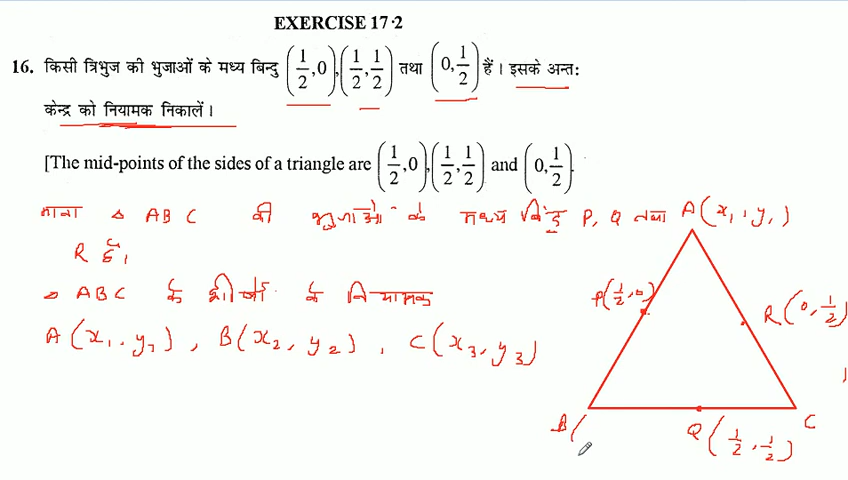 EXERCISE 17·2
16. किसी त्रिभुज की भुजाओं के मध्य बिन्दु (1/2,0),(1/2,1/2) तथा (0,1/2) हैं। इसके अन्त:
केन्द्र को नियामक निकालें।
[The mid-points of the sides of a triangle are (1/2,0),(1/2,1/2) and (0,1/2).
माना △ ABC की भुजाओं के मध्य बिंदु P, Q तथा
R हैं।
△ ABC के शीर्षों के नियामक
A(x₁, y₁), B(x₂, y₂), C(x₃, y₃)
A(x₁, y₁)
P(1/2, 0)
R(0, 1/2)
B(
Q(1/2, 1/2)
C